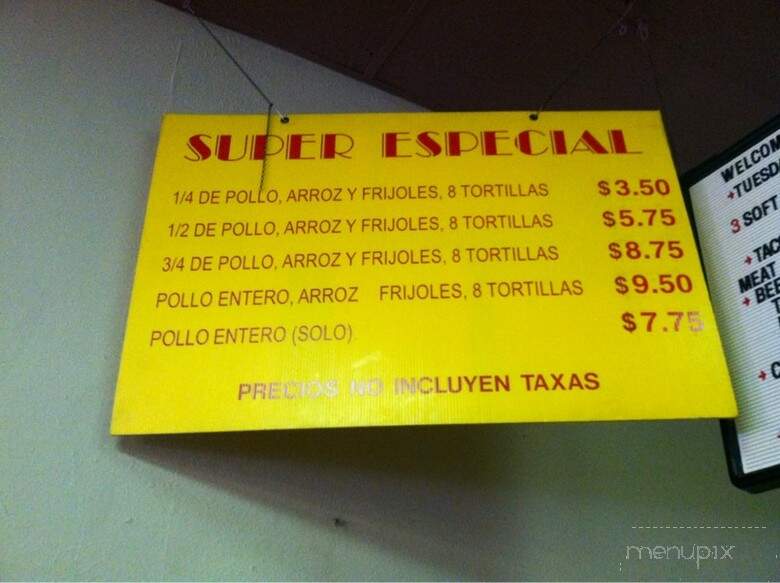 SUPER ESPECIAL
1/4 DE POLLO, ARROZ Y FRIJOLES, 8 TORTILLAS $3.50
1/2 DE POLLO, ARROZ Y FRIJOLES, 8 TORTILLAS $5.75
3/4 DE POLLO, ARROZ Y FRIJOLES, 8 TORTILLAS $8.75
POLLO ENTERO, ARROZ FRIJOLES, 8 TORTILLAS $9.50
POLLO ENTERO (SOLO) $7.75
PRECIOS NO INCLUYEN TAXAS
WELCOM
+TUESD
3 SOFT
+ TAC
MEAT
+ BEE
menupix